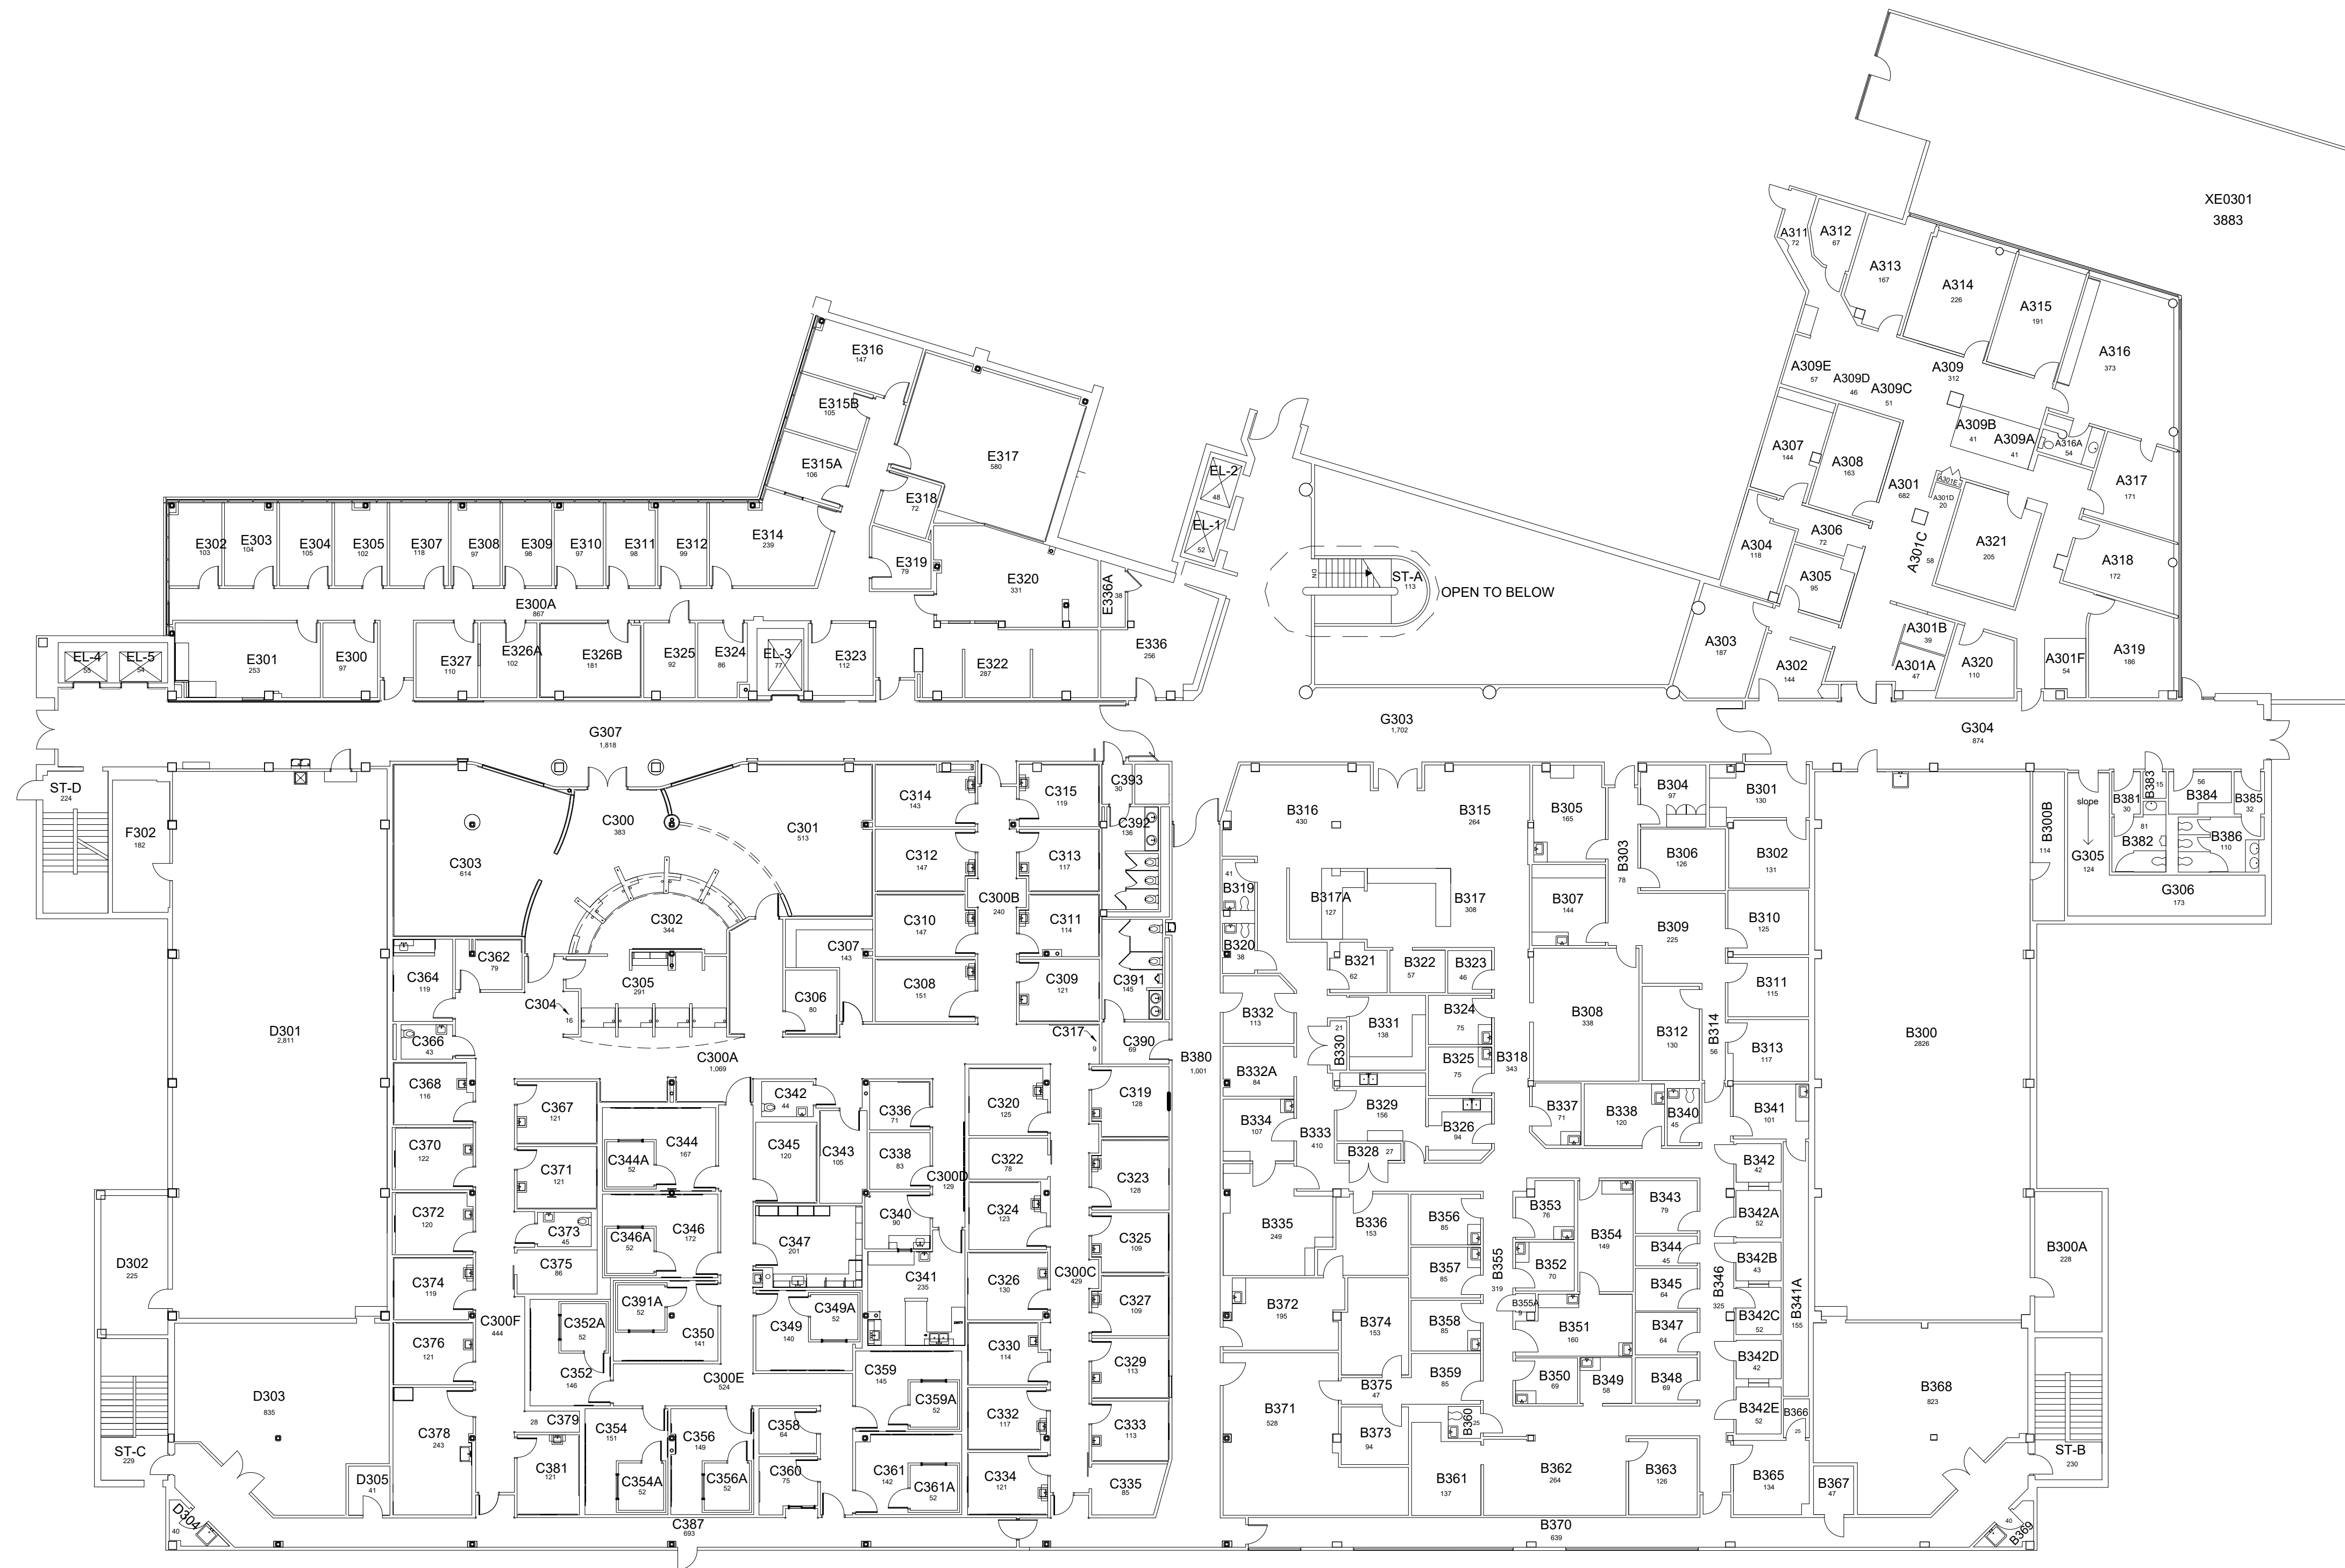 XE0301
3883
A311
72
A312
67
A313
167
A314
226
A315
191
A316
373
A309E
57
A309D
46
A309C
51
A309
312
A309B
41
A309A
41
A316A
54
A307
144
A308
163
A301
682
A301E
A301D
20
A317
171
A306
72
A304
118
A305
95
A301C
58
A321
205
A318
172
A303
187
A302
144
A301B
39
A301A
47
A320
110
A301F
54
A319
186
E316
147
E315B
105
E315A
106
E317
580
E318
72
EL-2
48
EL-1
52
E302
103
E303
104
E304
105
E305
102
E307
118
E308
97
E309
98
E310
97
E311
98
E312
99
E314
239
E319
79
E320
331
E336A
38
DN
ST-A
113
OPEN TO BELOW
E300A
867
EL-4
55
EL-5
54
E301
253
E300
97
E327
110
E326A
102
E326B
181
E325
92
E324
86
EL-3
77
E323
112
E322
287
E336
256
G307
1,818
G303
1,702
G304
874
ST-D
224
F302
182
C303
614
C300
383
C301
513
C302
344
C314
143
C312
147
C310
147
C308
151
C300B
240
C315
119
C313
117
C311
114
C309
121
C393
30
C392
136
C391
145
C390
69
C317
9
C307
143
C306
80
C305
291
C304
16
C364
119
C362
79
C366
43
C300A
1,069
D301
2,811
D302
225
D303
835
D305
41
D304
40
ST-C
229
C368
116
C370
122
C372
120
C374
119
C376
121
C378
243
C300F
444
C367
121
C371
121
C373
45
C375
86
C344
167
C344A
52
C346
172
C346A
52
C391A
52
C350
141
C352A
52
C352
146
C342
44
C345
120
C343
105
C347
201
C349
140
C349A
52
C336
71
C338
83
C340
90
C341
235
C300D
129
C300E
524
C359
145
C359A
52
C361
142
C361A
52
C379
28
C381
121
C354
151
C354A
52
C356
149
C356A
52
C358
64
C360
75
C387
693
C320
125
C322
78
C324
123
C326
130
C330
114
C332
117
C334
121
C300C
429
C319
128
C323
128
C325
109
C327
109
C329
113
C333
113
C335
85
B380
1,001
B316
430
B315
264
B319
41
B320
38
B317A
127
B317
308
B321
62
B322
57
B323
46
B332
113
B332A
84
B334
107
B330
21
B331
138
B324
75
B325
75
B318
343
B329
156
B326
94
B333
410
B328
27
B305
165
B307
144
B303
78
B304
97
B301
130
B306
126
B302
131
B309
225
B310
125
B311
115
B308
338
B312
130
B314
56
B313
117
B337
71
B338
120
B340
45
B341
101
B335
249
B336
153
B356
85
B357
85
B358
85
B359
85
B355
319
B355A
9
B353
76
B352
70
B354
149
B351
160
B350
69
B349
58
B343
79
B344
45
B345
64
B347
64
B348
69
B346
325
B342
42
B342A
52
B342B
43
B342C
52
B342D
42
B342E
52
B341A
155
B366
25
B372
195
B374
153
B375
47
B371
528
B373
94
B360
25
B361
137
B362
264
B363
126
B365
134
B367
47
B370
639
B300
2826
B300B
114
slope
G305
124
B381
30
B383
15
B384
56
B385
32
B382
81
B386
110
G306
173
B300A
228
B368
823
ST-B
230
B369
40